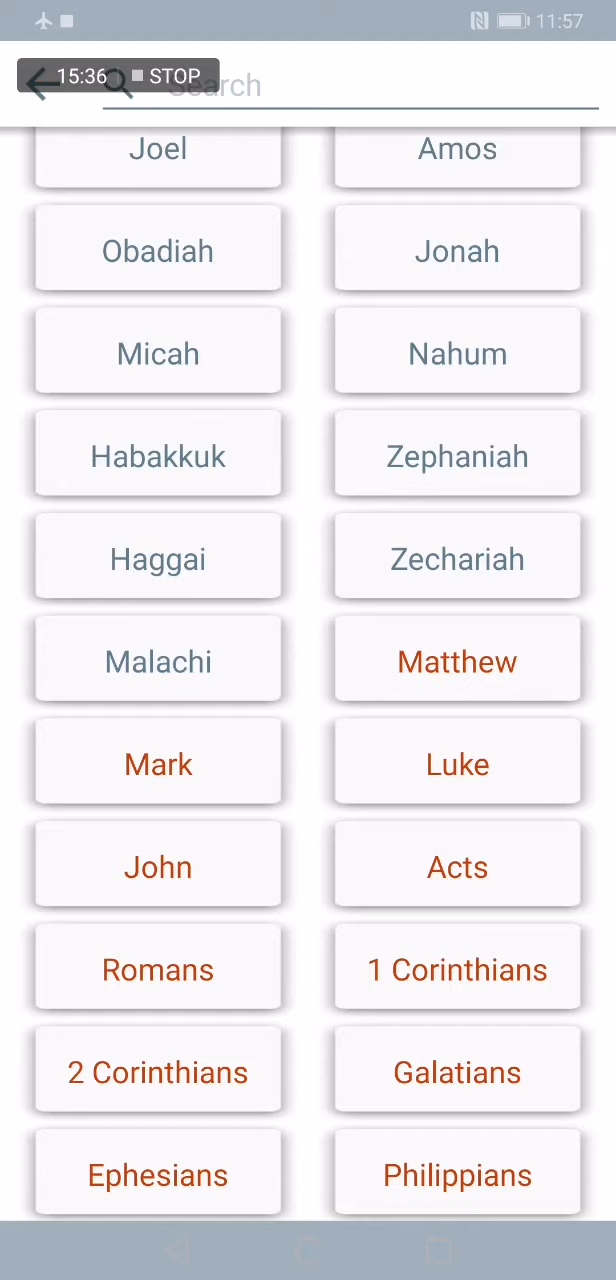 11:57
15:36 STOP
Search
Joel Amos
Obadiah Jonah
Micah Nahum
Habakkuk Zephaniah
Haggai Zechariah
Malachi Matthew
Mark Luke
John Acts
Romans 1 Corinthians
2 Corinthians Galatians
Ephesians Philippians